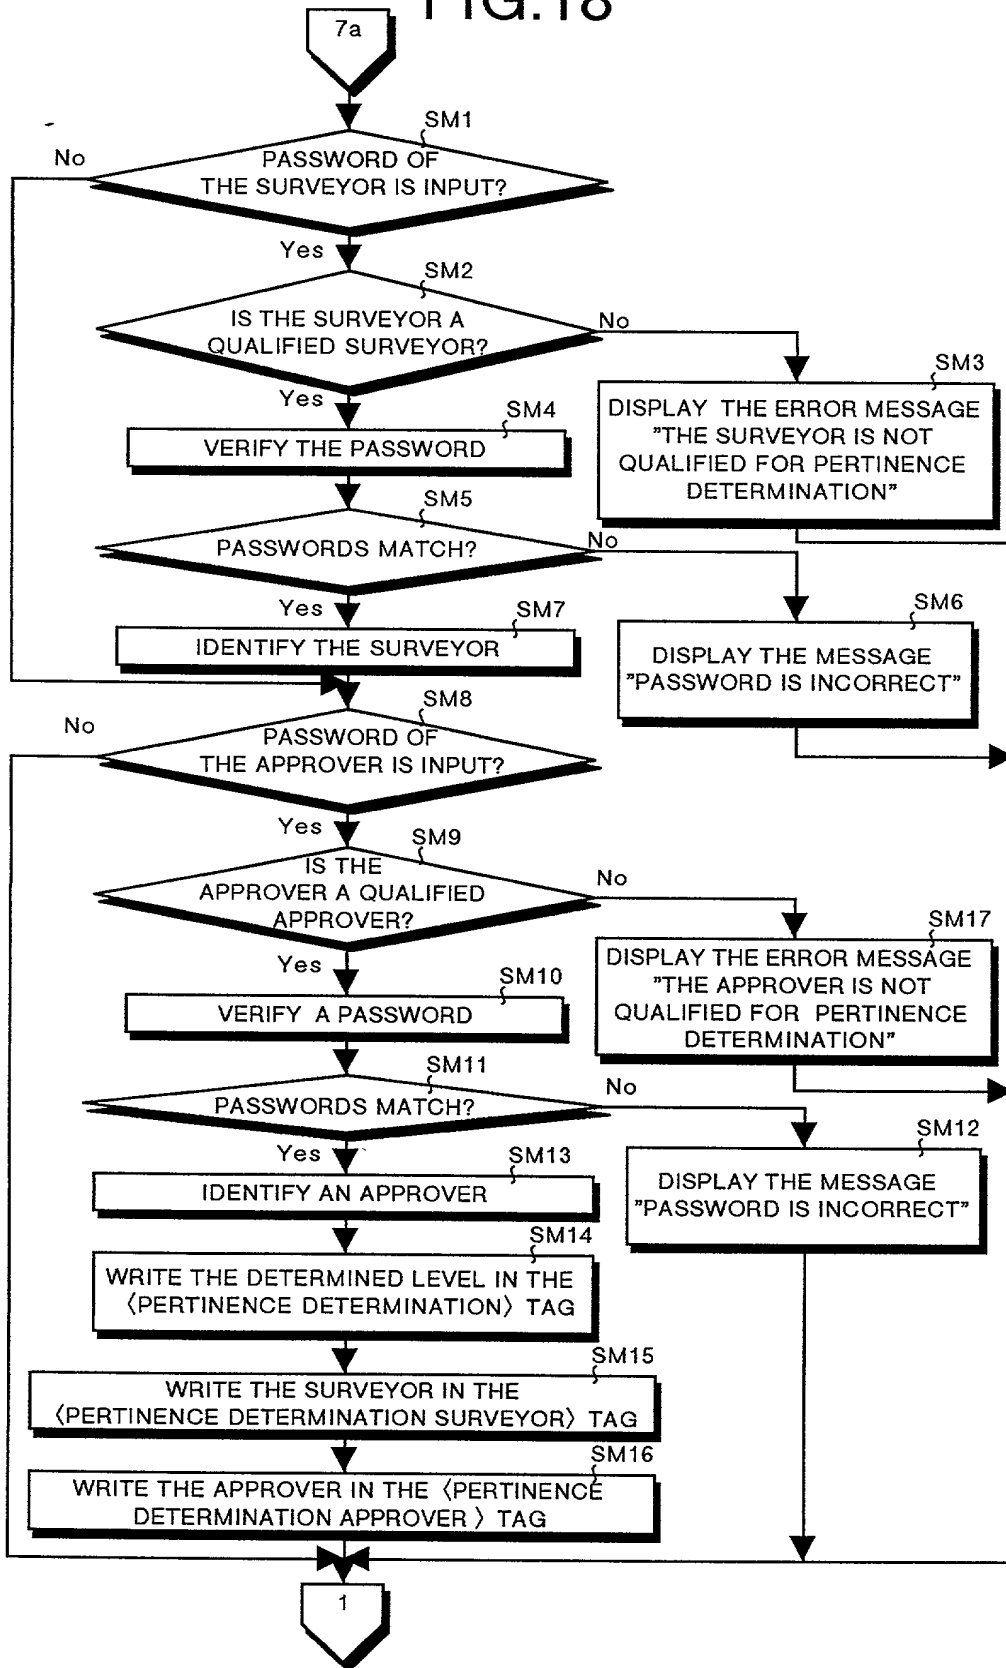 FIG.18
7a
SM1
No
PASSWORD OF
THE SURVEYOR IS INPUT?
Yes
SM2
IS THE SURVEYOR A
QUALIFIED SURVEYOR?
No
Yes
SM3
DISPLAY THE ERROR MESSAGE
"THE SURVEYOR IS NOT
QUALIFIED FOR PERTINENCE
DETERMINATION"
SM4
VERIFY THE PASSWORD
SM5
PASSWORDS MATCH?
No
Yes
SM6
DISPLAY THE MESSAGE
"PASSWORD IS INCORRECT"
SM7
IDENTIFY THE SURVEYOR
SM8
No
PASSWORD OF
THE APPROVER IS INPUT?
Yes
SM9
IS THE
APPROVER A QUALIFIED
APPROVER?
No
Yes
SM17
DISPLAY THE ERROR MESSAGE
"THE APPROVER IS NOT
QUALIFIED FOR PERTINENCE
DETERMINATION"
SM10
VERIFY A PASSWORD
SM11
PASSWORDS MATCH?
No
Yes
SM12
DISPLAY THE MESSAGE
"PASSWORD IS INCORRECT"
SM13
IDENTIFY AN APPROVER
SM14
WRITE THE DETERMINED LEVEL IN THE
〈PERTINENCE DETERMINATION〉 TAG
SM15
WRITE THE SURVEYOR IN THE
〈PERTINENCE DETERMINATION SURVEYOR〉 TAG
SM16
WRITE THE APPROVER IN THE 〈PERTINENCE
DETERMINATION APPROVER 〉 TAG
1